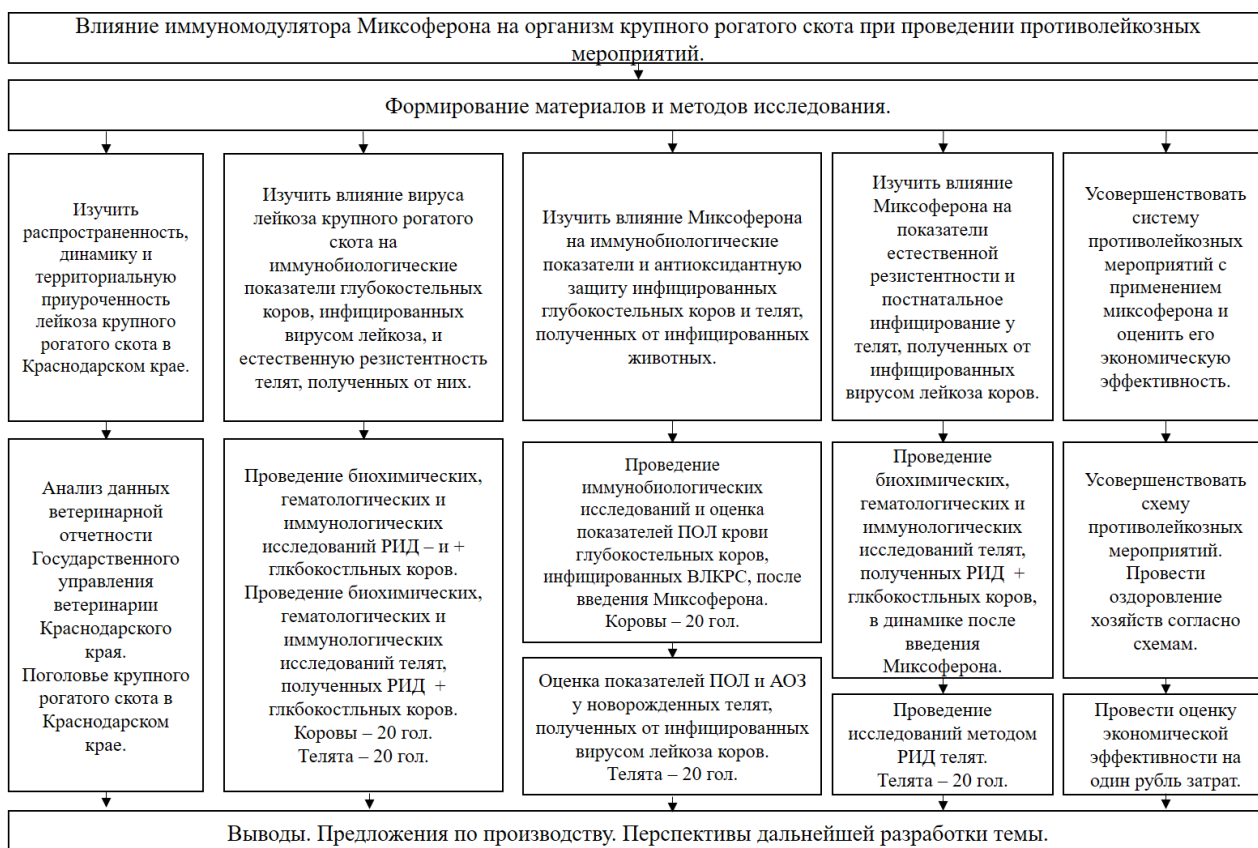 Влияние иммуномодулятора Миксоферона на организм крупного рогатого скота при проведении противолейкозных
мероприятий.
Формирование материалов и методов исследования.
Изучить
распространенность,
динамику и
территориальную
приуроченность
лейкоза крупного
рогатого скота в
Краснодарском крае.
Изучить влияние вируса
лейкоза крупного рогатого
скота на
иммунобиологические
показатели глубокостельных
коров, инфицированных
вирусом лейкоза, и
естественную резистентность
телят, полученных от них.
Изучить влияние Миксоферона
на иммунобиологические
показатели и антиоксидантную
защиту инфицированных
глубокостельных коров и телят,
полученных от инфицированных
животных.
Изучить влияние
Миксоферона на
показатели
естественной
резистентности и
постнатальное
инфицирование у
телят, полученных от
инфицированных
вирусом лейкоза коров.
Усовершенствовать
систему
противолейкозных
мероприятий с
применением
миксоферона и
оценить его
экономическую
эффективность.
Анализ данных
ветеринарной
отчетности
Государственного
управления
ветеринарии
Краснодарского
края.
Поголовье крупного
рогатого скота в
Краснодарском
крае.
Проведение биохимических,
гематологических и
иммунологических
исследований РИД – и +
глкбокостльных коров.
Проведение биохимических,
гематологических и
иммунологических
исследований телят,
полученных РИД +
глкбокостльных коров.
Коровы – 20 гол.
Телята – 20 гол.
Проведение
иммунобиологических
исследований и оценка
показателей ПОЛ крови
глубокостельных коров,
инфицированных ВЛКРС, после
введения Миксоферона.
Коровы – 20 гол.
Оценка показателей ПОЛ и АОЗ
у новорожденных телят,
полученных от инфицированных
вирусом лейкоза коров.
Телята – 20 гол.
Проведение
биохимических,
гематологических и
иммунологических
исследований телят,
полученных РИД +
глкбокостльных коров,
в динамике после
введения
Миксоферона.
Проведение
исследований методом
РИД телят.
Телята – 20 гол.
Усовершенствовать
схему
противолейкозных
мероприятий.
Провести
оздоровление
хозяйств согласно
схемам.
Провести оценку
экономической
эффективности на
один рубль затрат.
Выводы. Предложения по производству. Перспективы дальнейшей разработки темы.